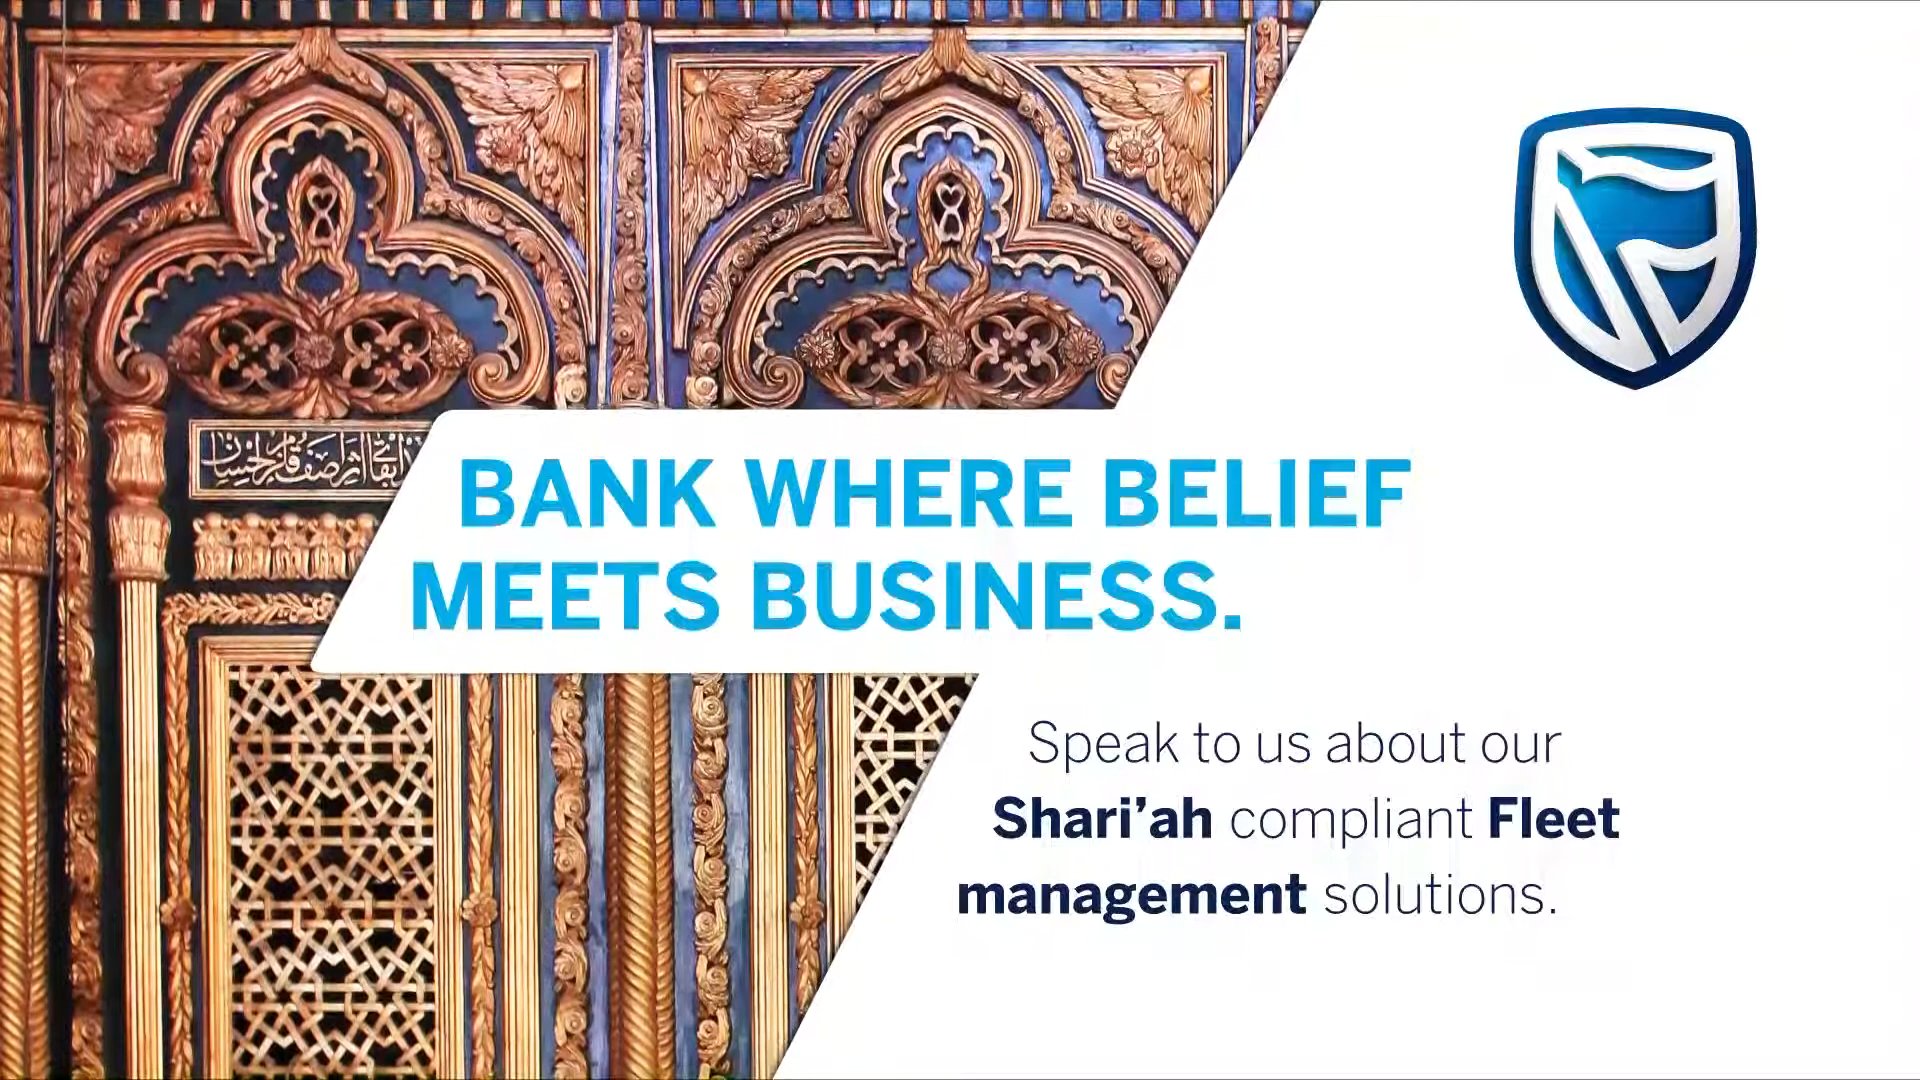 BANK WHERE BELIEF
MEETS BUSINESS.
Speak to us about our
Shari’ah compliant Fleet
management solutions.